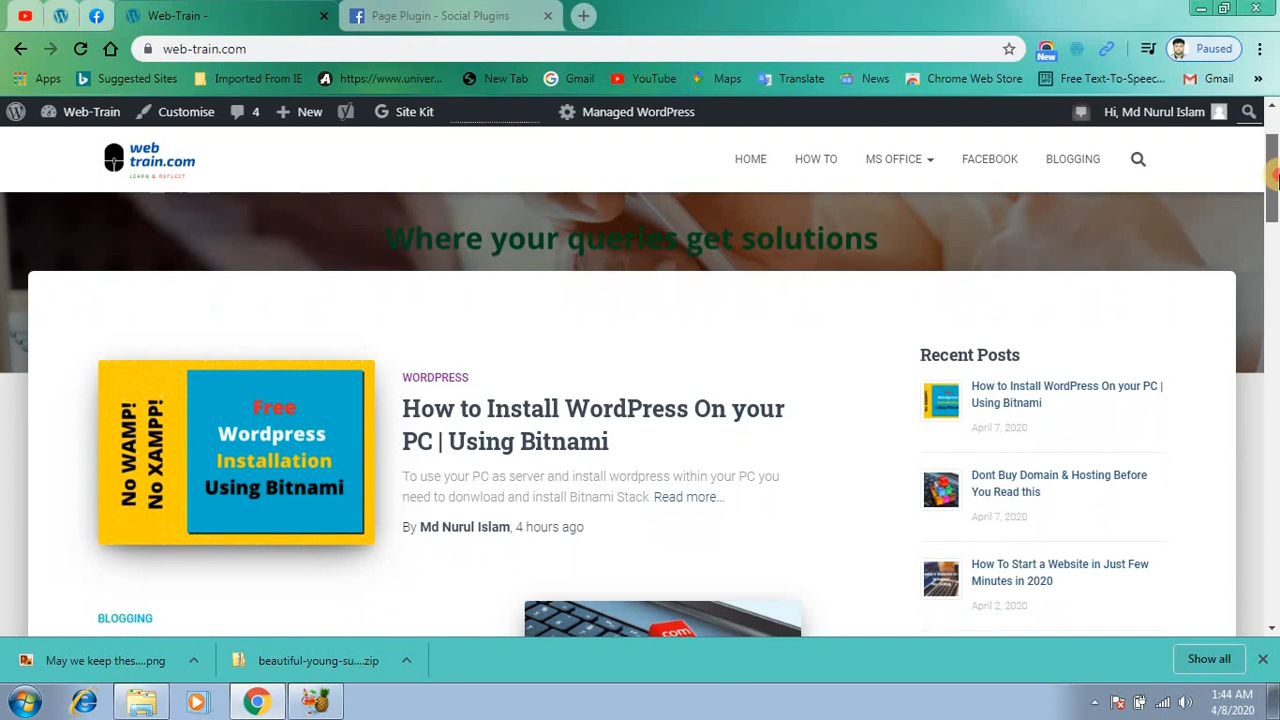 Web-Train -
Page Plugin - Social Plugins
web-train.com
New
Paused
Apps
Suggested Sites
Imported From IE
https://www.univer...
New Tab
Gmail
YouTube
Maps
Translate
News
Chrome Web Store
Free Text-To-Speec...
Gmail
Web-Train
Customise
4
New
Site Kit
Managed WordPress
Hi, Md Nurul Islam
web
train.com
LEARN & REFLECT
HOME
HOW TO
MS OFFICE
FACEBOOK
BLOGGING
Where your queries get solutions
No WAMP!
No XAMPP!
Free
Wordpress
Installation
Using Bitnami
WORDPRESS
How to Install WordPress On your
PC | Using Bitnami
To use your PC as server and install wordpress within your PC you
need to donwload and install Bitnami Stack Read more…
By Md Nurul Islam, 4 hours ago
BLOGGING
.com
Recent Posts
How to Install WordPress On your PC |
Using Bitnami
April 7, 2020
Dont Buy Domain & Hosting Before
You Read this
April 7, 2020
How To Start a Website in Just Few
Minutes in 2020
April 2, 2020
May we keep thes....png
beautiful-young-su....zip
Show all
1:44 AM
4/8/2020